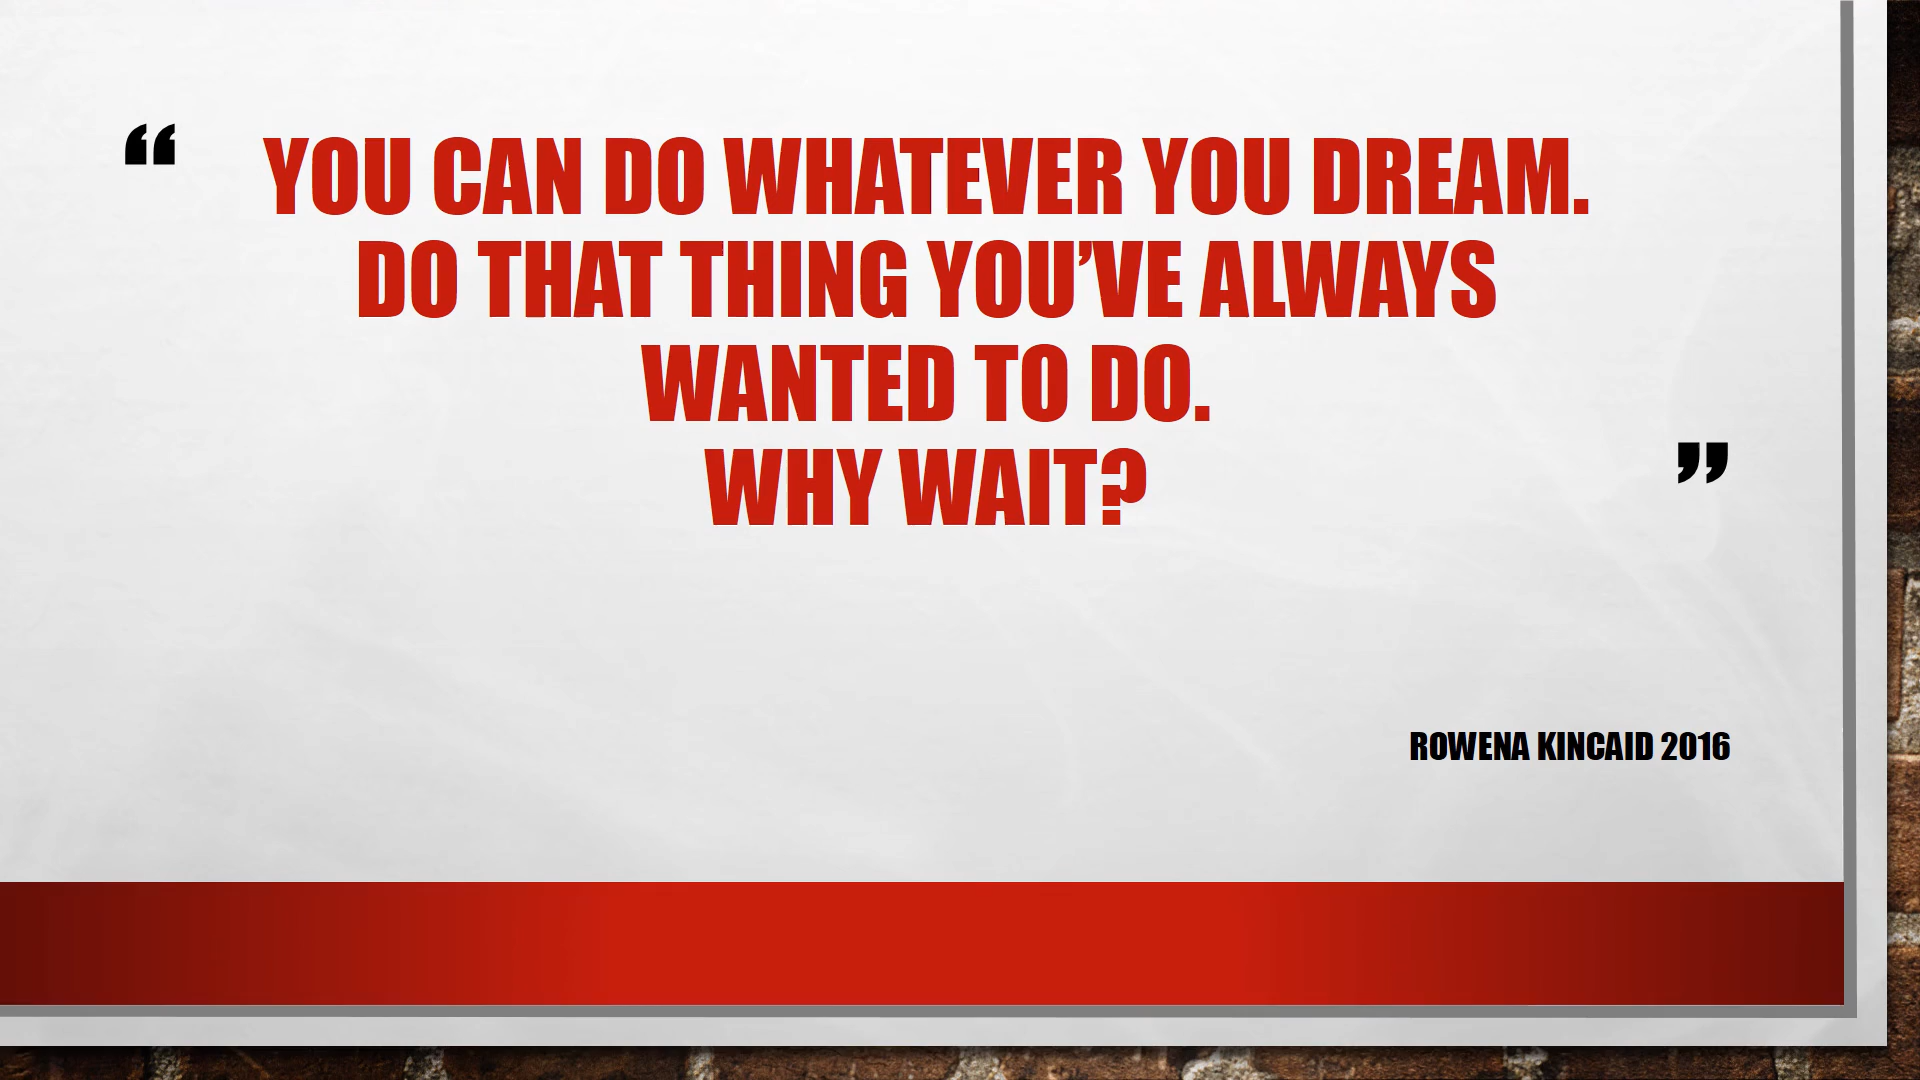 “ YOU CAN DO WHATEVER YOU DREAM.
DO THAT THING YOU’VE ALWAYS
WANTED TO DO.
WHY WAIT? ”
ROWENA KINCAID 2016